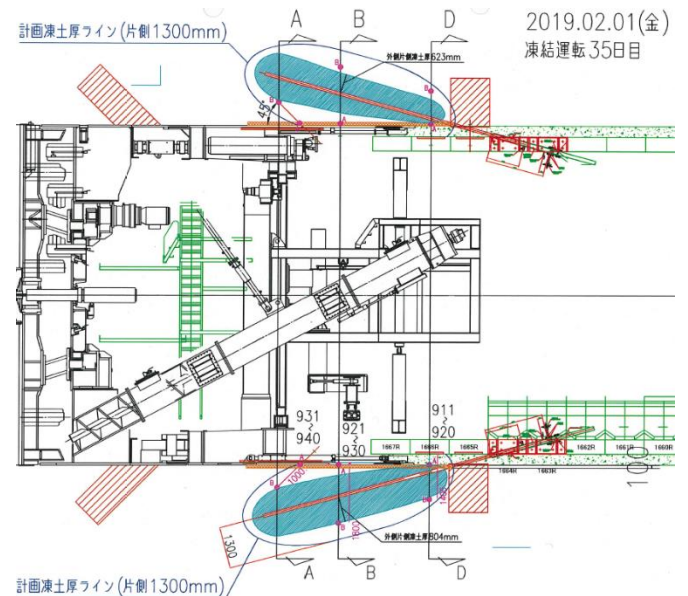 2019.02.01(金)
凍結運転35日目
計画凍土厚ライン(片側1300mm)
A
B
D
外側片側凍土厚623mm
B
B
B
45°
A
A
931
~
940
921
~
930
911
~
920
1667R
1666R
1665R
1662R
1661R
1660R
1664R
1663R
100
B
1000
A
B
1600
B
1300
外側片側凍土厚804mm
A
B
D
計画凍土厚ライン(片側1300mm)